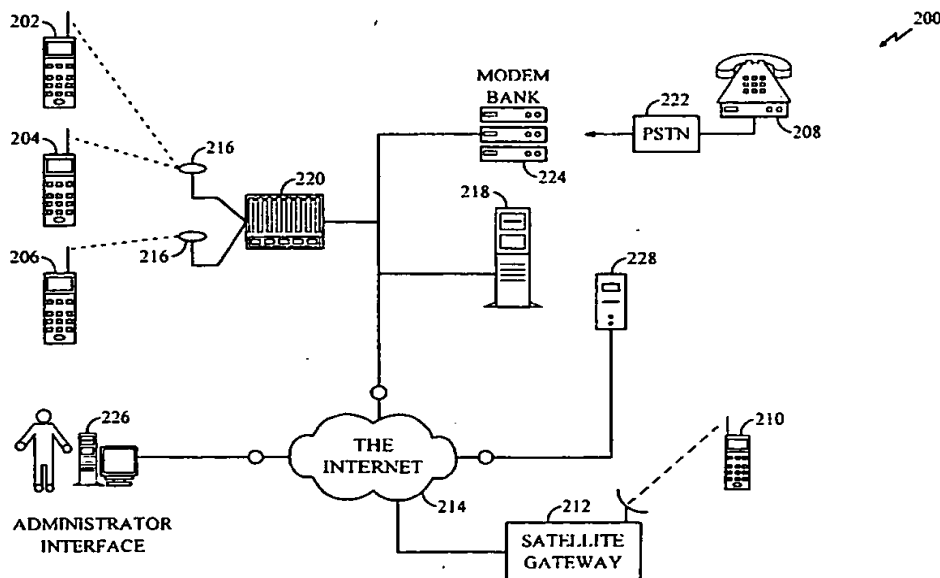 200
202
MODEM
BANK
222
PSTN
208
204
216
220
224
218
206
216
228
226
THE
INTERNET
210
214
212
ADMINISTRATOR
INTERFACE
SATELLITE
GATEWAY